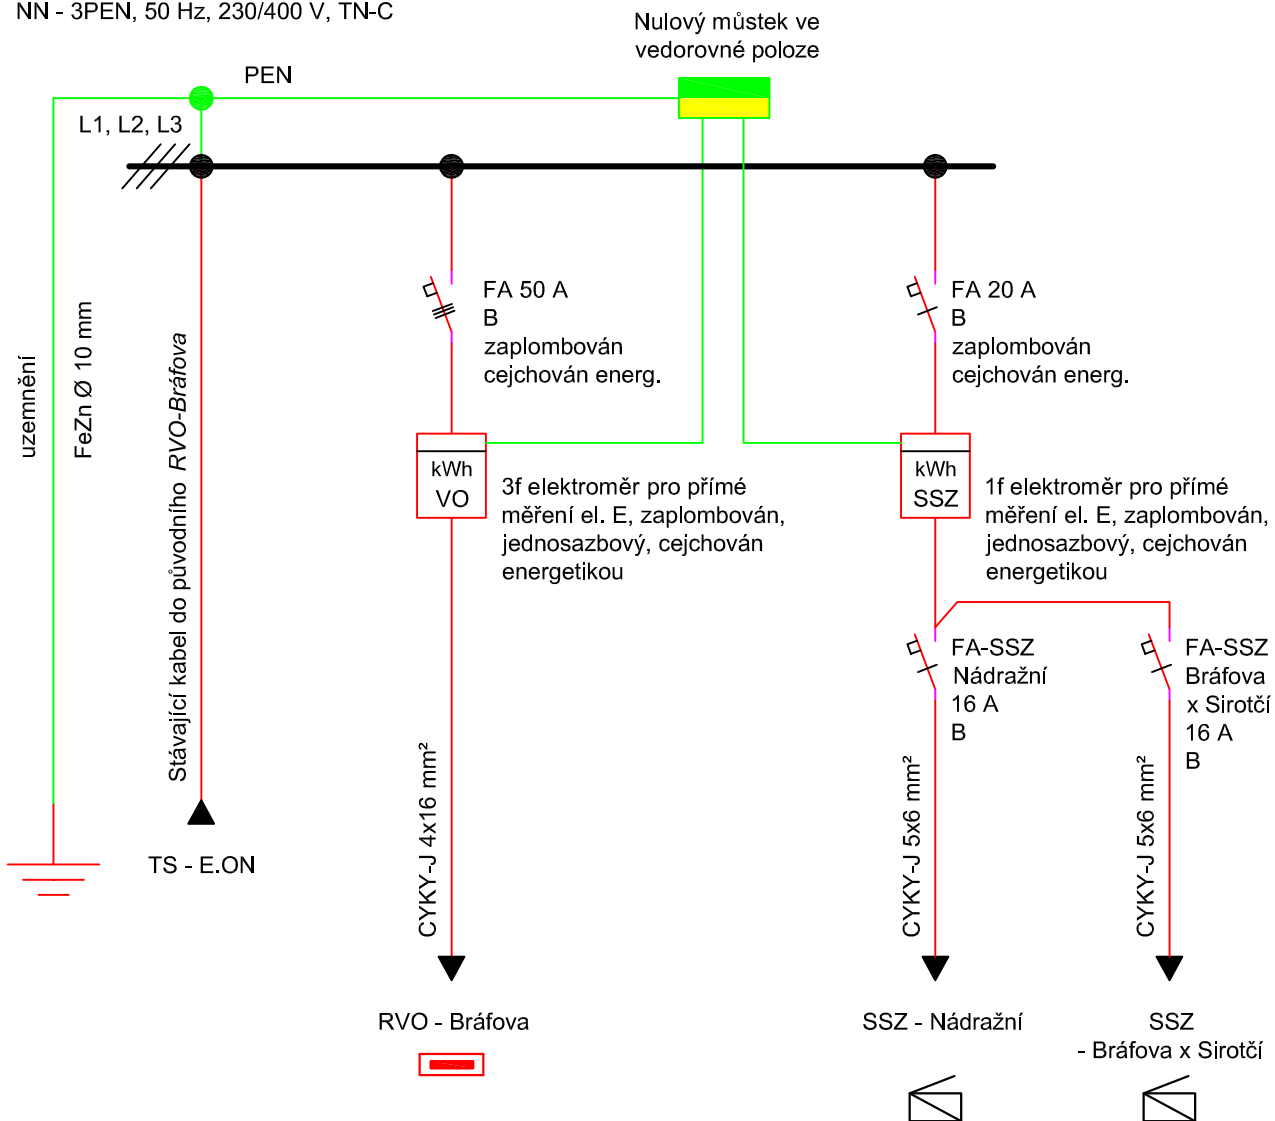 NN - 3PEN, 50 Hz, 230/400 V, TN-C
Nulový můstek ve
vedorovné poloze
PEN
L1, L2, L3
uzemnění
FeZn Ø 10 mm
Stávající kabel do původního RVO-Bráfova
TS - E.ON
FA 50 A
B
zaplombován
cejchován energ.
kWh
VO
3f elektroměr pro přímé
měření el. E, zaplombován,
jednosazbový, cejchován
energetikou
CYKY-J 4x16 mm²
RVO - Bráfova
FA 20 A
B
zaplombován
cejchován energ.
kWh
SSZ
1f elektroměr pro přímé
měření el. E, zaplombován,
jednosazbový, cejchován
energetikou
FA-SSZ
Nádražní
16 A
B
CYKY-J 5x6 mm²
SSZ - Nádražní
FA-SSZ
Bráfova
x Sirotčí
16 A
B
CYKY-J 5x6 mm²
SSZ
- Bráfova x Sirotčí